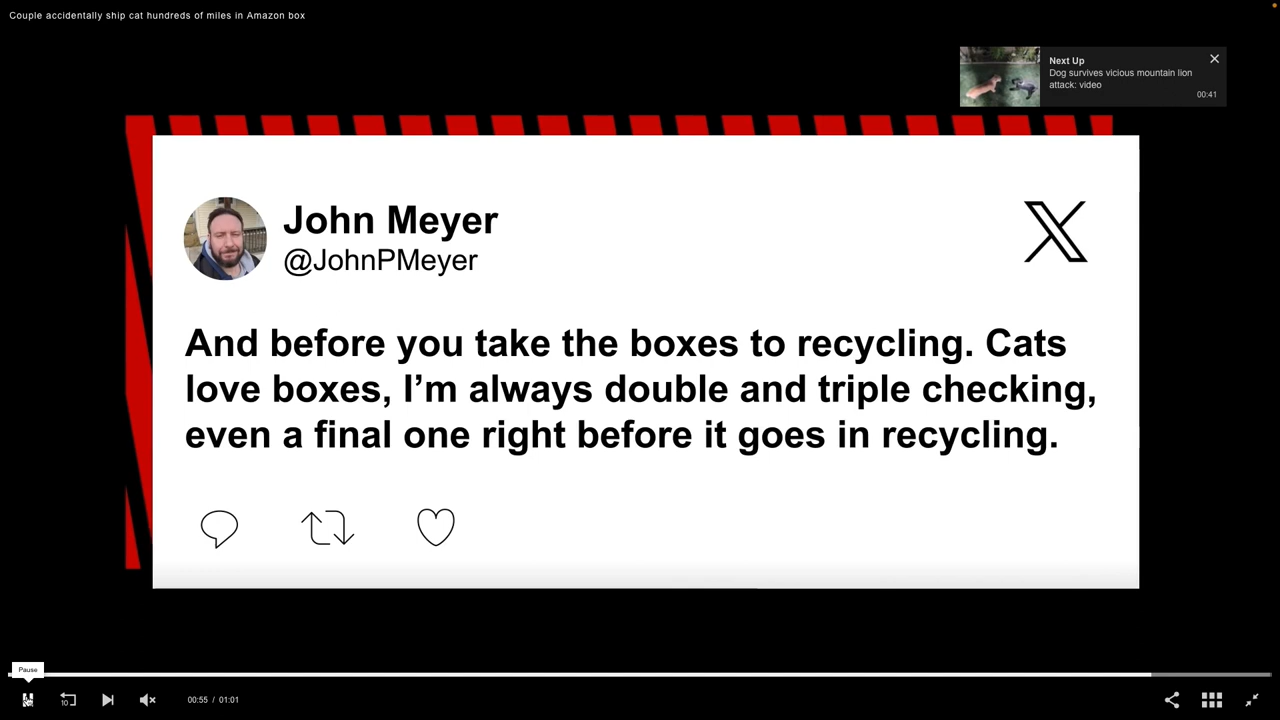 Couple accidentally ship cat hundreds of miles in Amazon box
Next Up
Dog survives vicious mountain lion
attack: video
00:41
John Meyer
@JohnPMeyer
And before you take the boxes to recycling. Cats
love boxes, I’m always double and triple checking,
even a final one right before it goes in recycling.
Pause
10
00:55 / 01:01